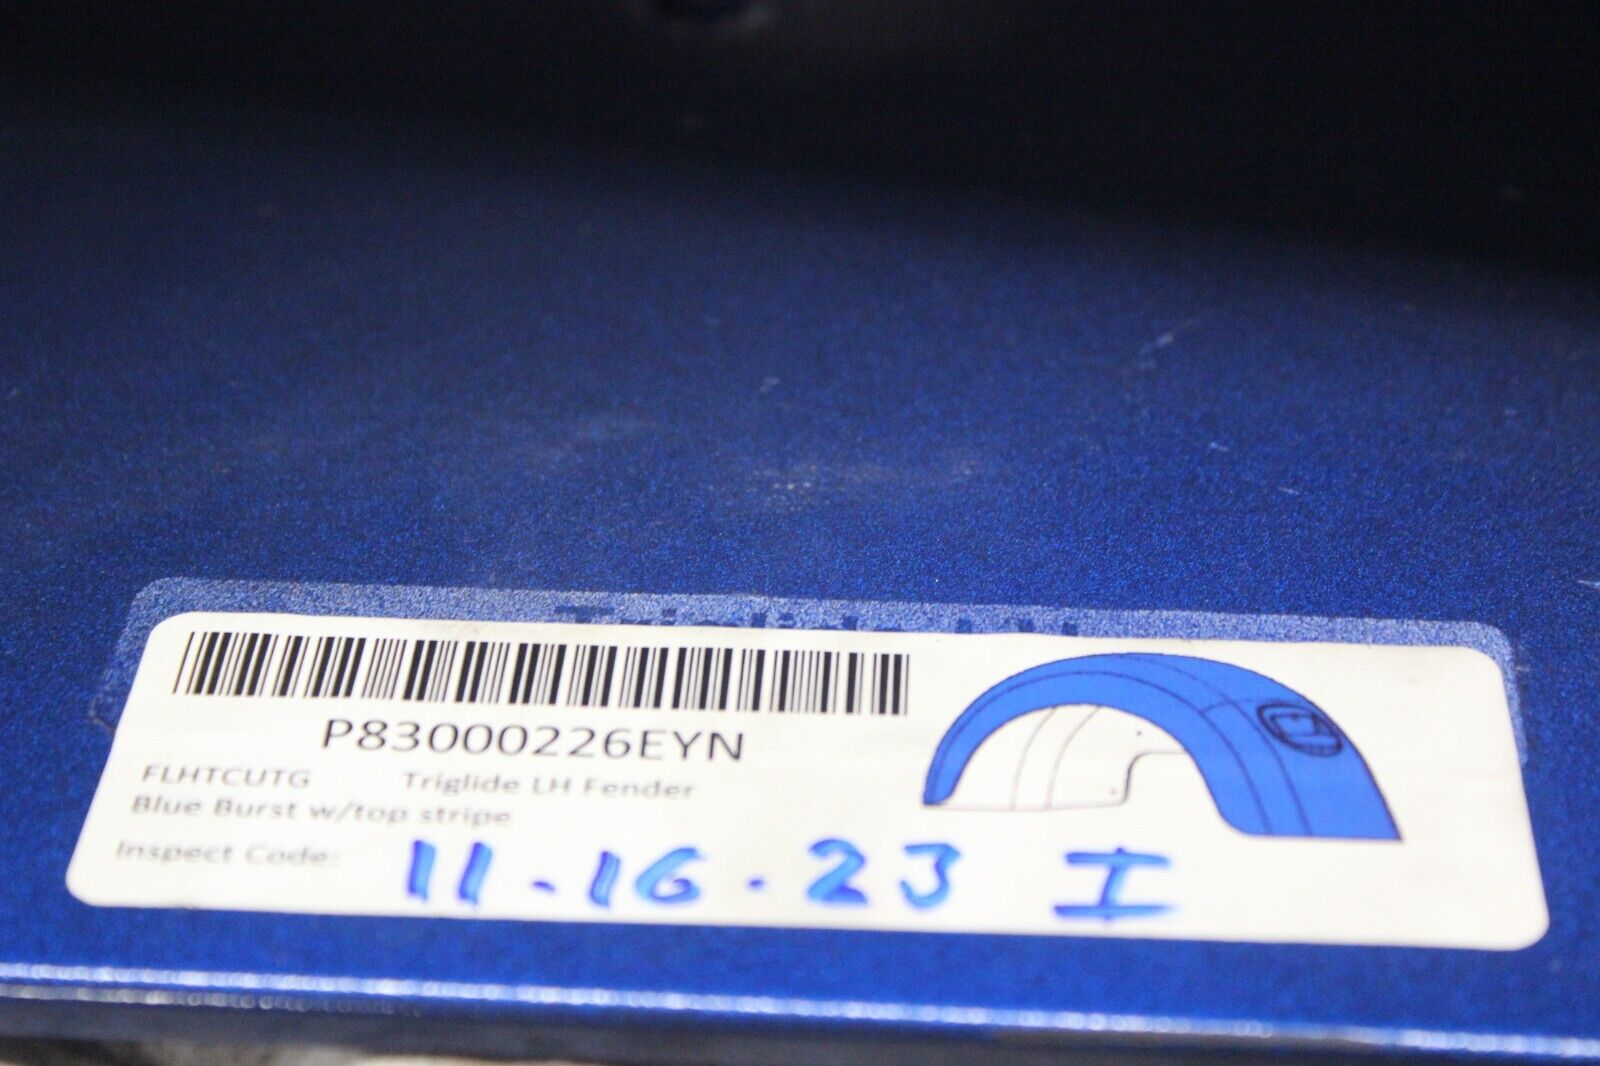 P83000226EYN
FLHTCUTG Triglide LH Fender
Blue Burst w/top stripe
Inspect Code: 11-16-23 I